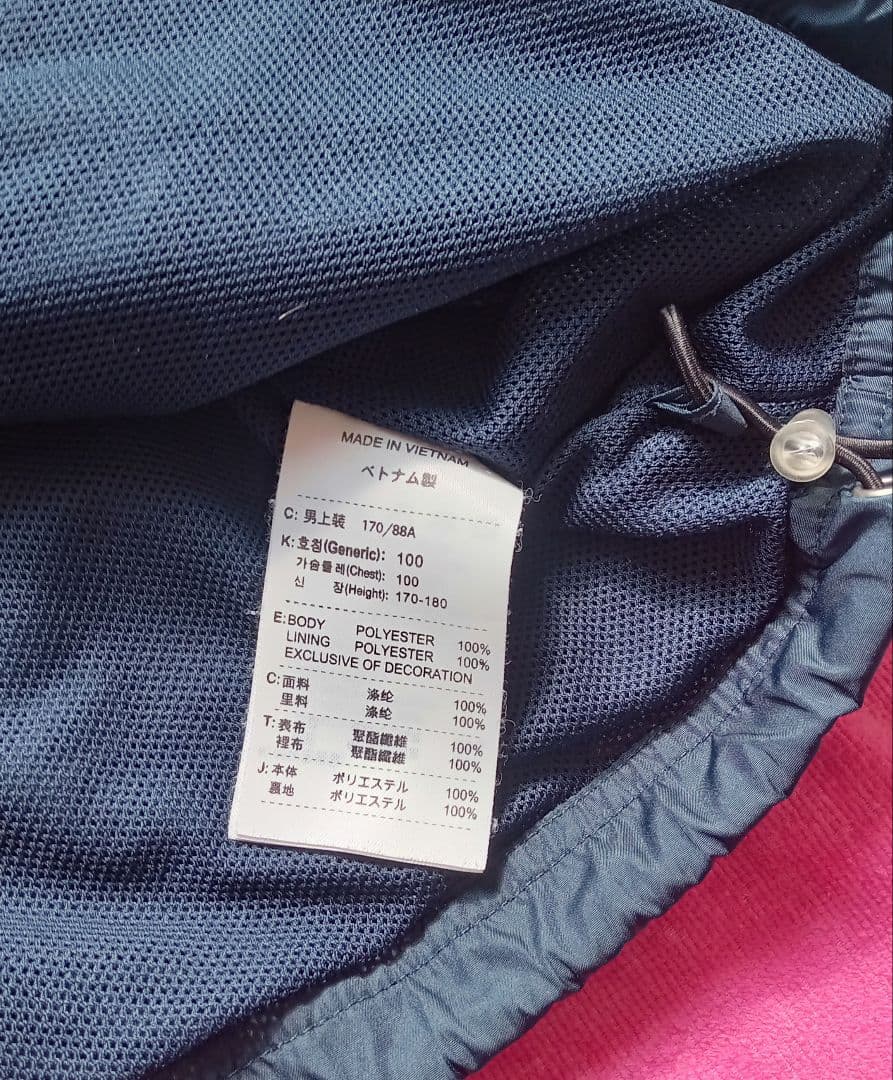 MADE IN VIETNAM
ベトナム製
C: 男上装 170/88A
K: 호칭(Generic): 100
가슴둘레(Chest): 100
신 장(Height): 170-180
E: BODY POLYESTER 100%
LINING POLYESTER 100%
EXCLUSIVE OF DECORATION
C: 面料 涤纶 100%
里料 涤纶 100%
T: 表布 聚酯纖維 100%
裡布 聚酯纖維 100%
J: 本体 ポリエステル 100%
裏地 ポリエステル 100%